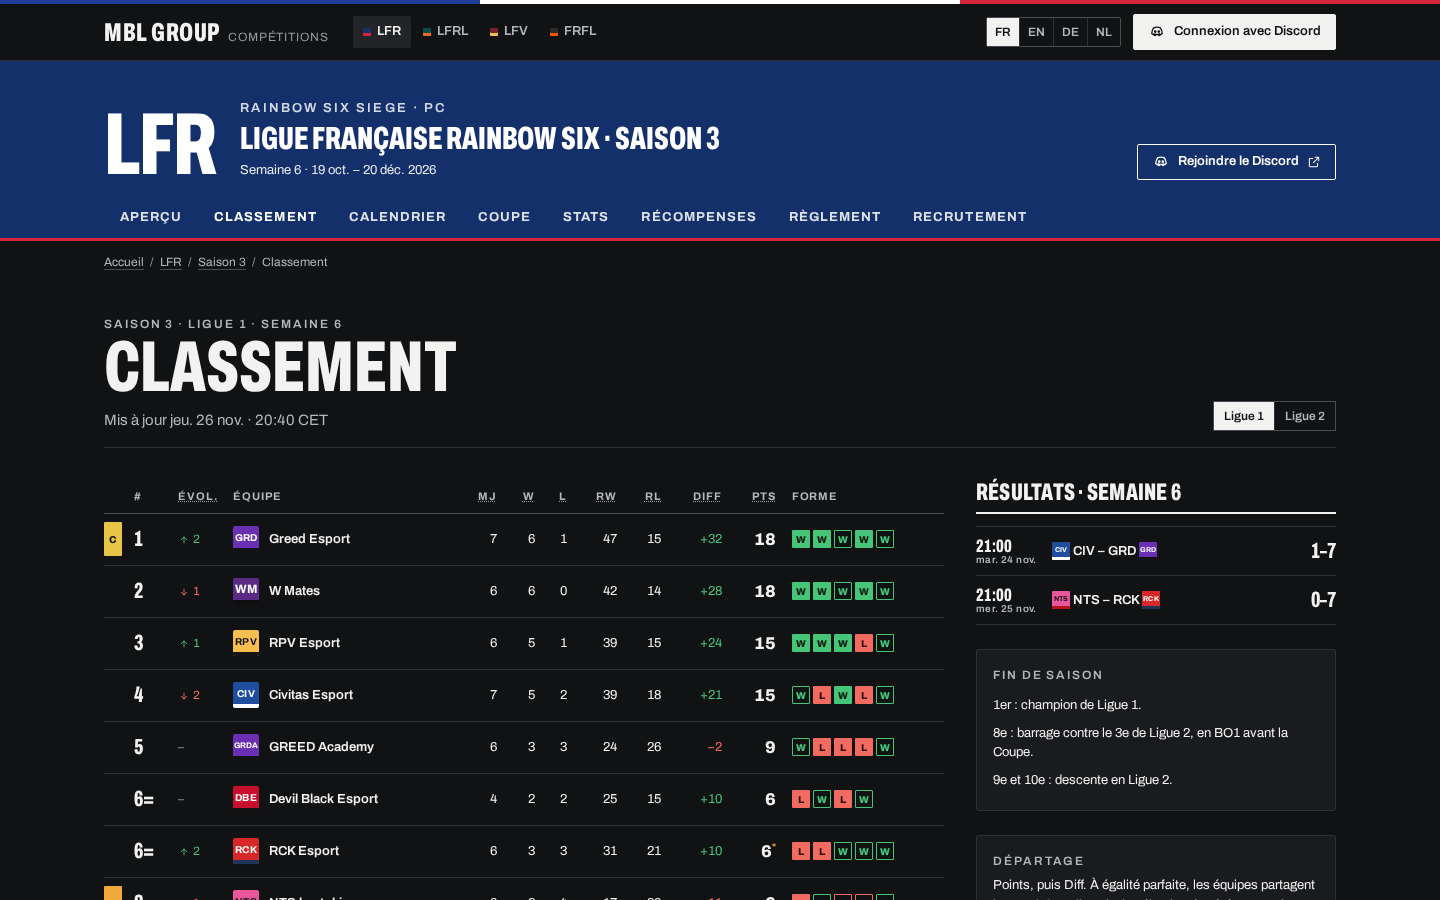 MBL GROUP COMPÉTITIONS LFR LFRL LFV FRFL FR EN DE NL Connexion avec Discord
LFR
RAINBOW SIX SIEGE · PC
LIGUE FRANÇAISE RAINBOW SIX · SAISON 3
Semaine 6 · 19 oct. – 20 déc. 2026
Rejoindre le Discord
APERÇU CLASSEMENT CALENDRIER COUPE STATS RÉCOMPENSES RÈGLEMENT RECRUTEMENT
Accueil / LFR / Saison 3 / Classement
SAISON 3 · LIGUE 1 · SEMAINE 6
CLASSEMENT
Mis à jour jeu. 26 nov. · 20:40 CET
Ligue 1 Ligue 2
# ÉVOL. ÉQUIPE MJ W L RW RL DIFF PTS FORME
C 1 ↑ 2 GRD Greed Esport 7 6 1 47 15 +32 18 W W W W W
2 ↓ 1 WM W Mates 6 6 0 42 14 +28 18 W W W W W
3 ↑ 1 RPV RPV Esport 6 5 1 39 15 +24 15 W W W L W
4 ↓ 2 CIV Civitas Esport 7 5 2 39 18 +21 15 W L W L W
5 – GRDA GREED Academy 6 3 3 24 26 –2 9 W L L L W
6= – DBE Devil Black Esport 4 2 2 25 15 +10 6 L W L W
6= ↑ 2 RCK RCK Esport 6 3 3 31 21 +10 6* L L W W W
RÉSULTATS · SEMAINE 6
21:00 mar. 24 nov. CIV CIV – GRD GRD 1–7
21:00 mer. 25 nov. NTS NTS – RCK RCK 0–7
FIN DE SAISON
1er : champion de Ligue 1.
8e : barrage contre le 3e de Ligue 2, en BO1 avant la
Coupe.
9e et 10e : descente en Ligue 2.
DÉPARTAGE
Points, puis Diff. À égalité parfaite, les équipes partagent